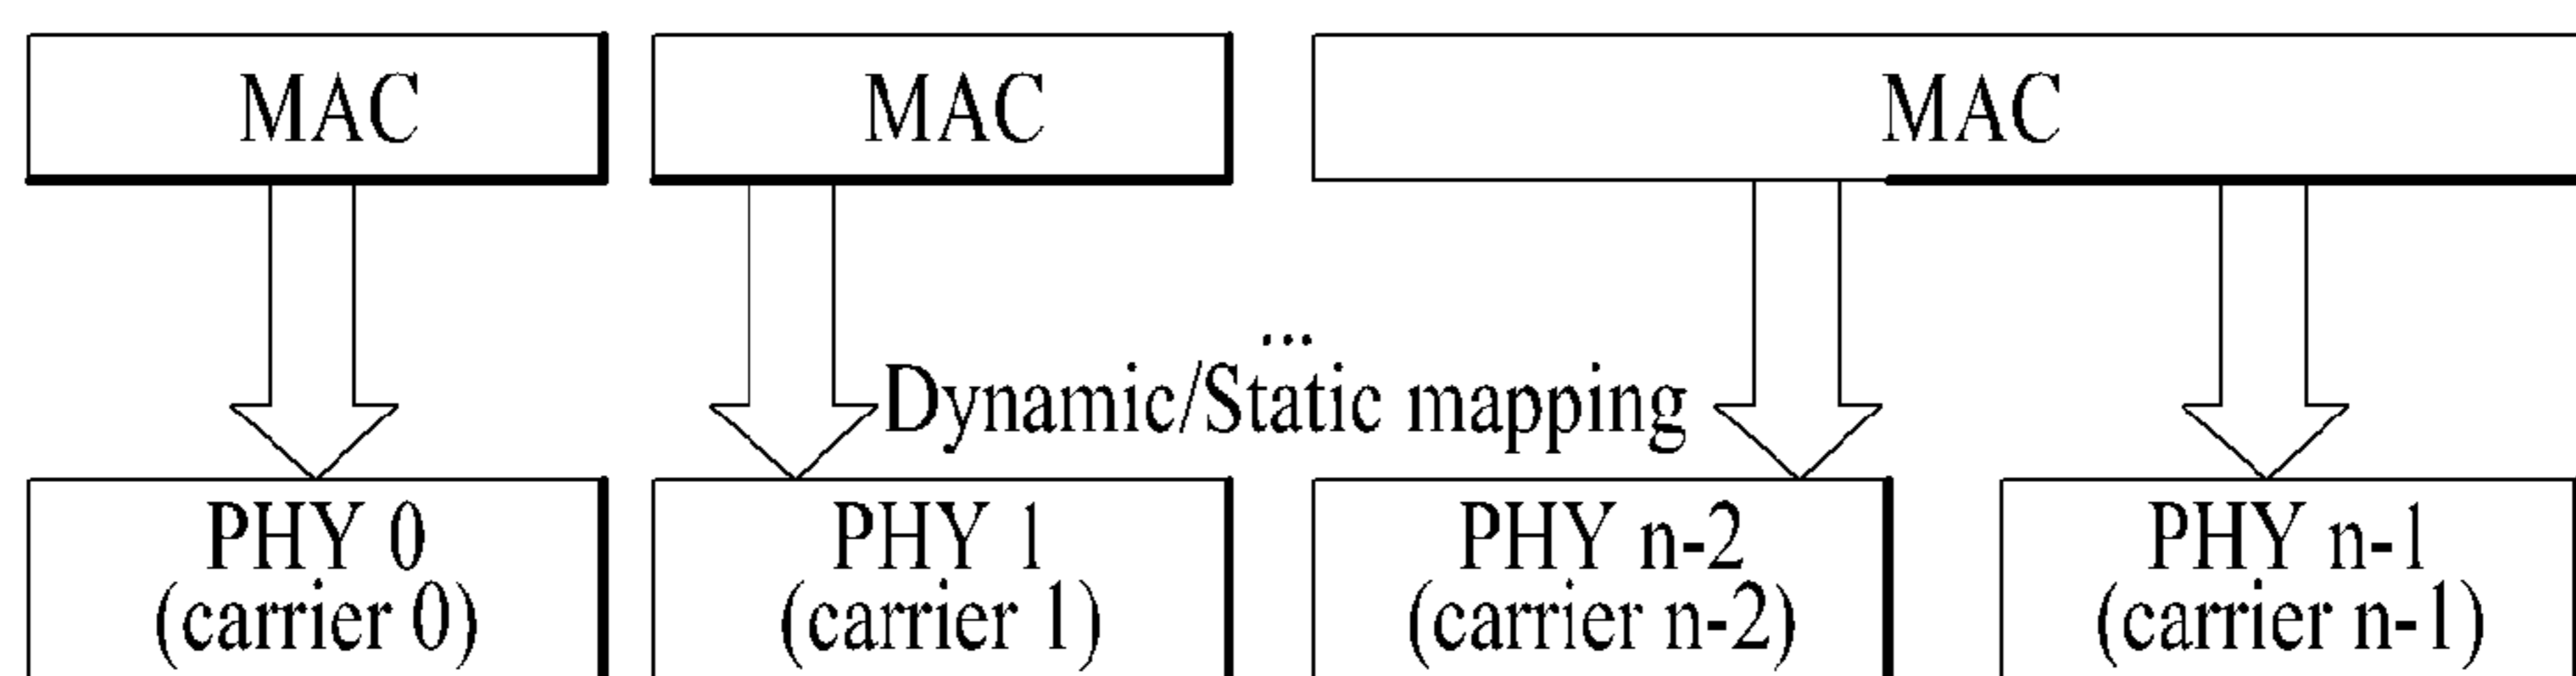 MAC
MAC
MAC
...
Dynamic/Static mapping
PHY 0
(carrier 0)
PHY 1
(carrier 1)
PHY n-2
(carrier n-2)
PHY n-1
(carrier n-1)